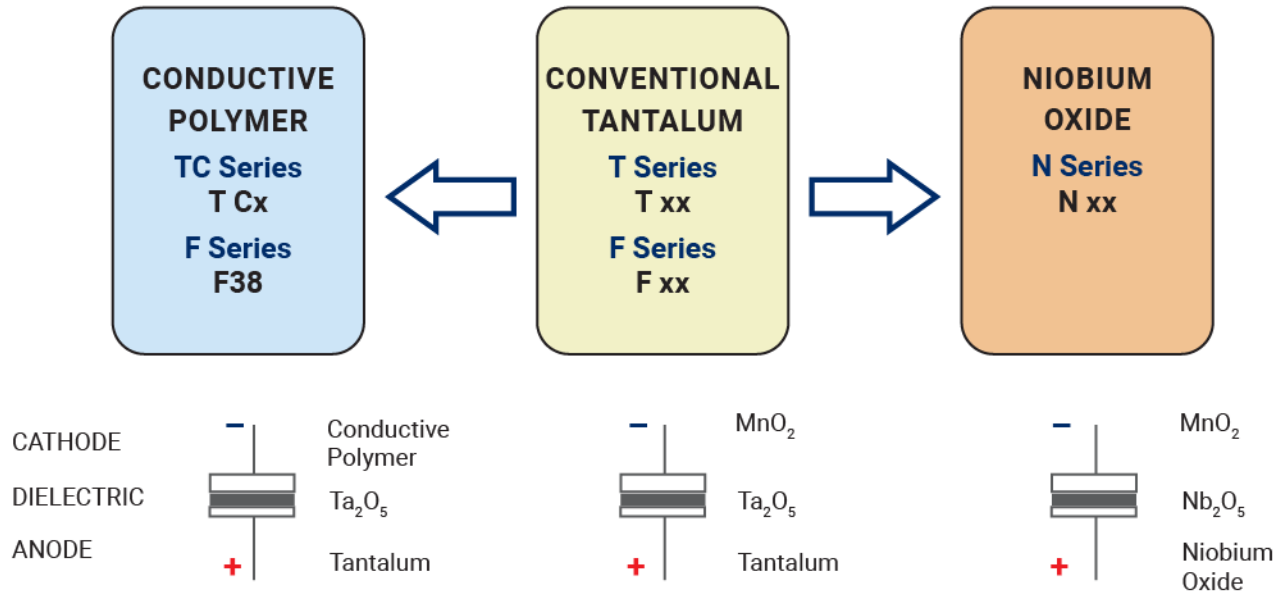 CONDUCTIVE
POLYMER
TC Series
T Cx
F Series
F38
CONVENTIONAL
TANTALUM
T Series
T xx
F Series
F xx
NIOBIUM
OXIDE
N Series
N xx
CATHODE
DIELECTRIC
ANODE
−
Conductive
Polymer
Ta₂O₅
+
Tantalum
−
MnO₂
Ta₂O₅
+
Tantalum
−
MnO₂
Nb₂O₅
+
Niobium
Oxide